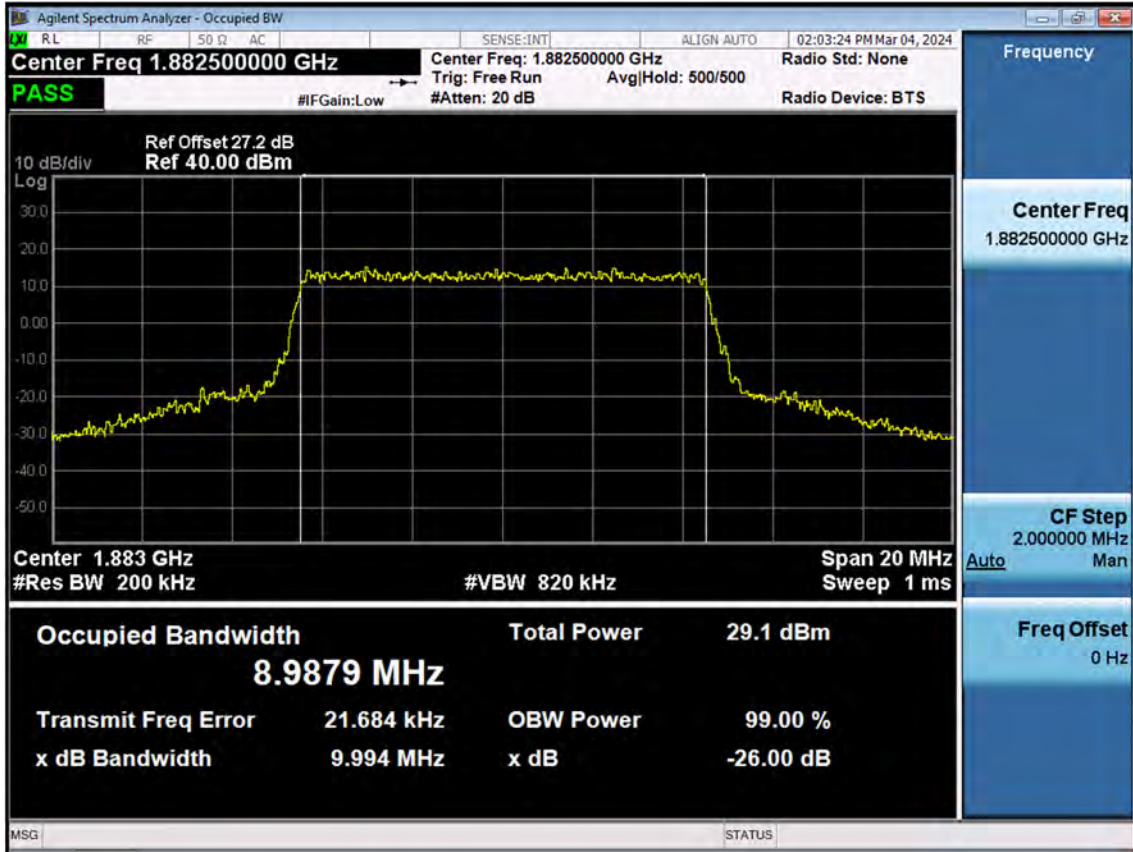 Agilent Spectrum Analyzer - Occupied BW
LXI RL RF 50 Ω AC SENSE:INT ALIGN AUTO 02:03:24 PM Mar 04, 2024
Center Freq 1.882500000 GHz Center Freq: 1.882500000 GHz Radio Std: None
PASS Trig: Free Run Avg|Hold: 500/500
#IFGain:Low #Atten: 20 dB Radio Device: BTS
Ref Offset 27.2 dB
10 dB/div Ref 40.00 dBm
Log
30.0
20.0
10.0
0.00
-10.0
-20.0
-30.0
-40.0
-50.0
Center 1.883 GHz Span 20 MHz
#Res BW 200 kHz #VBW 820 kHz Sweep 1 ms
Occupied Bandwidth Total Power 29.1 dBm
8.9879 MHz
Transmit Freq Error 21.684 kHz OBW Power 99.00 %
x dB Bandwidth 9.994 MHz x dB -26.00 dB
MSG STATUS
Frequency
Center Freq
1.882500000 GHz
CF Step
2.000000 MHz
Auto Man
Freq Offset
0 Hz